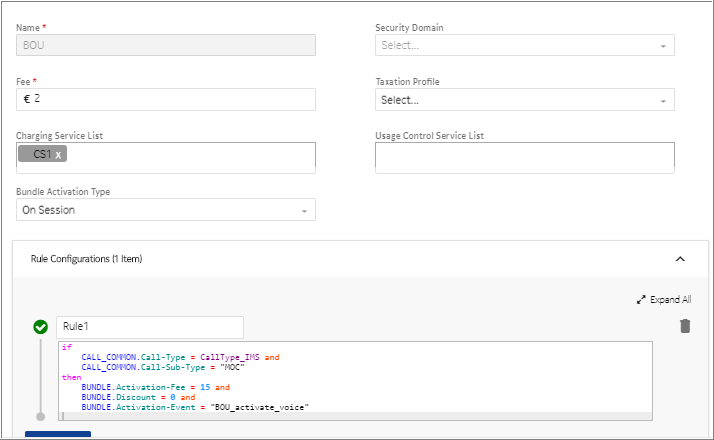 Name *
Security Domain
BOU
Select...
Fee *
Taxation Profile
€ 2
Select...
Charging Service List
Usage Control Service List
CS1 x
Bundle Activation Type
On Session
Rule Configurations (1 Item)
Expand All
Rule1
if
CALL_COMMON.Call-Type = CallType_IMS and
CALL_COMMON.Call-Sub-Type = "MOC"
then
BUNDLE.Activation-Fee = 15 and
BUNDLE.Discount = 0 and
BUNDLE.Activation-Event = "BOU_activate_voice"